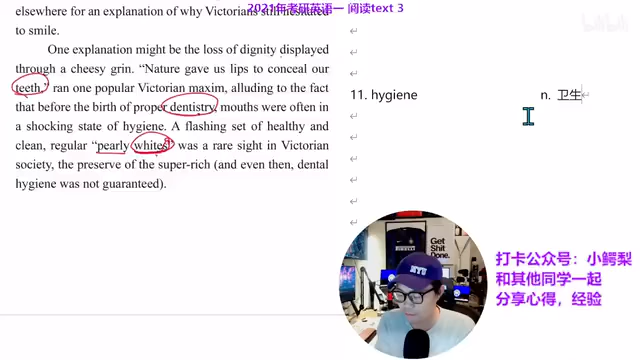 2021年考研英语一 阅读text 3
elsewhere for an explanation of why Victorians still hesitated
to smile.
One explanation might be the loss of dignity displayed
through a cheesy grin. “Nature gave us lips to conceal our
teeth,” ran one popular Victorian maxim, alluding to the fact
that before the birth of proper dentistry, mouths were often in
a shocking state of hygiene. A flashing set of healthy and
clean, regular “pearly whites” was a rare sight in Victorian
society, the preserve of the super-rich (and even then, dental
hygiene was not guaranteed).
11. hygiene n. 卫生
bilibili
Get
Shit
Done.
NYU
打卡公众号：小鳄梨
和其他同学一起
分享心得，经验